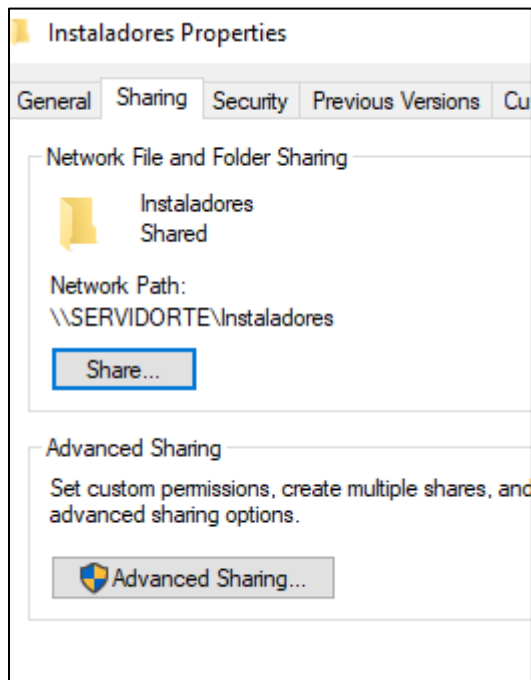 Instaladores Properties
General Sharing Security Previous Versions Cu
Network File and Folder Sharing
Instaladores
Shared
Network Path:
\\SERVIDORTE\Instaladores
Share...
Advanced Sharing
Set custom permissions, create multiple shares, and
advanced sharing options.
Advanced Sharing...